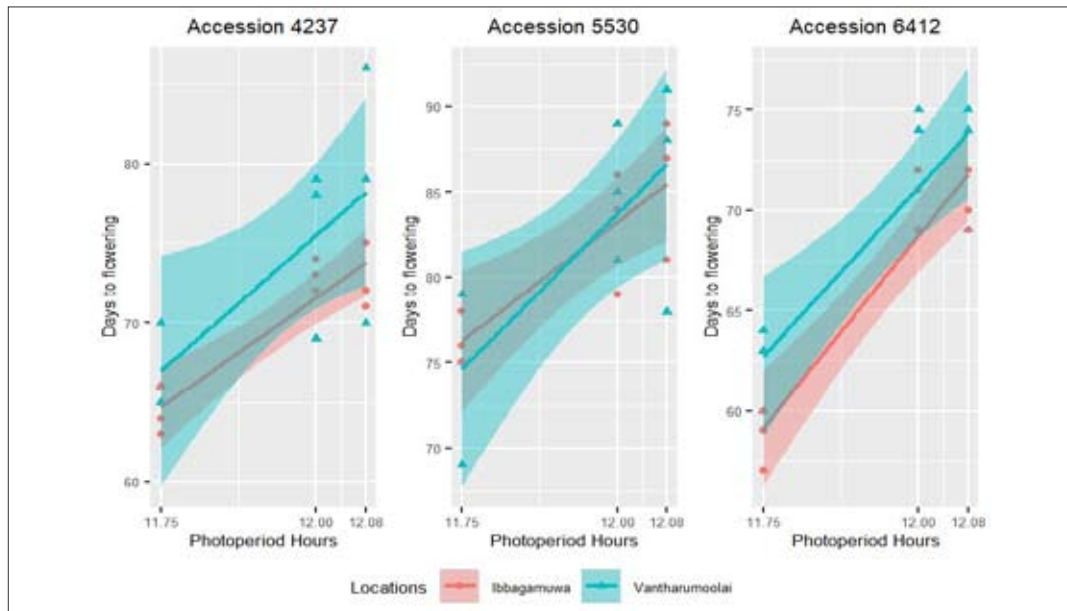 Accession 4237
Accession 5530
Accession 6412
Days to flowering
80
70
60
11.75
12.00
12.08
Photoperiod Hours
Days to flowering
90
85
80
75
70
11.75
12.00
12.08
Photoperiod Hours
Days to flowering
75
70
65
60
11.75
12.00
12.08
Photoperiod Hours
Locations
Ibbagamuwa
Vantharumoolai